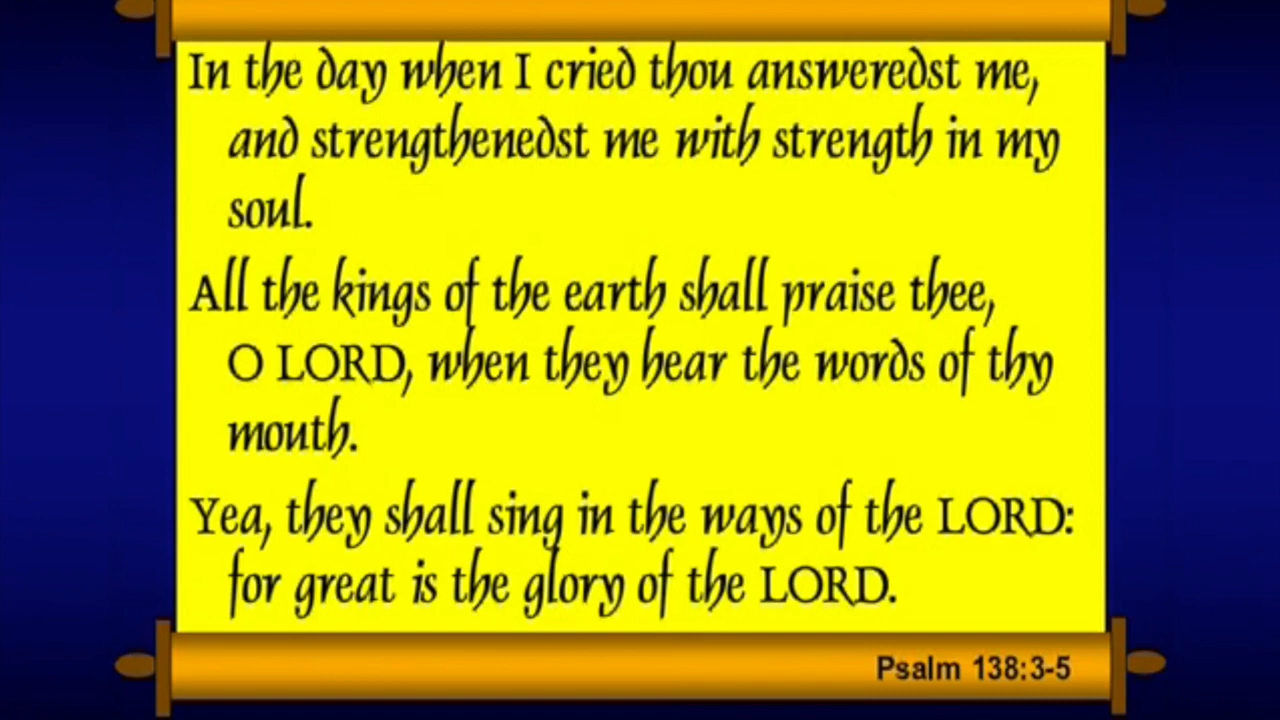 In the day when I cried thou answeredst me,
and strengthenedst me with strength in my
soul.
All the kings of the earth shall praise thee,
O LORD, when they hear the words of thy
mouth.
Yea, they shall sing in the ways of the LORD:
for great is the glory of the LORD.
Psalm 138:3-5